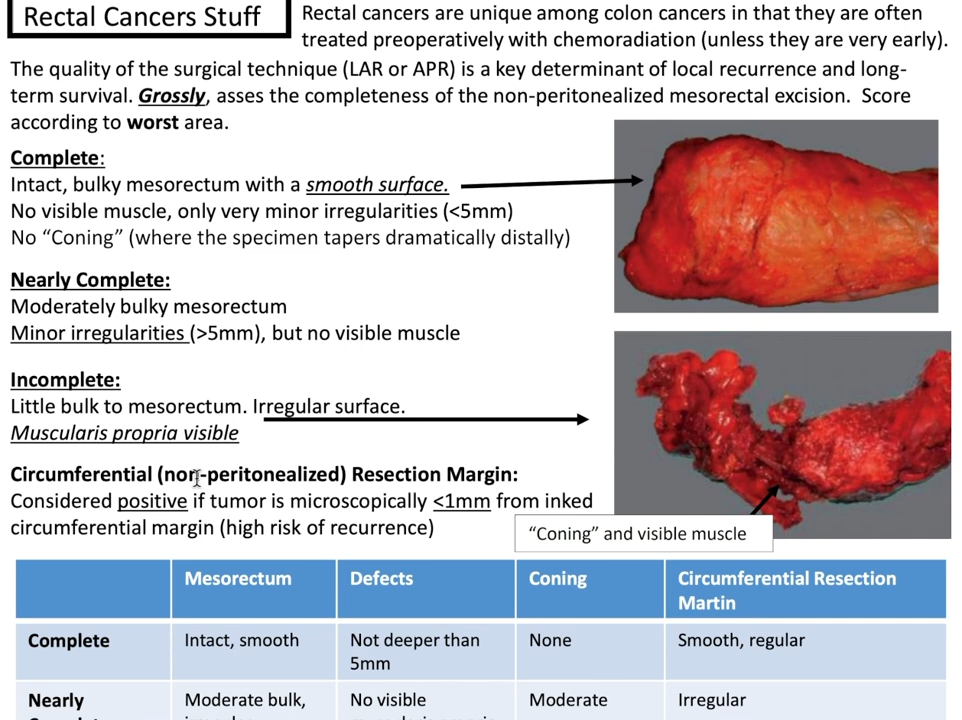 Rectal Cancers Stuff
Rectal cancers are unique among colon cancers in that they are often
treated preoperatively with chemoradiation (unless they are very early).
The quality of the surgical technique (LAR or APR) is a key determinant of local recurrence and long-
term survival. Grossly, asses the completeness of the non-peritonealized mesorectal excision. Score
according to worst area.
Complete:
Intact, bulky mesorectum with a smooth surface.
No visible muscle, only very minor irregularities (<5mm)
No “Coning” (where the specimen tapers dramatically distally)
Nearly Complete:
Moderately bulky mesorectum
Minor irregularities (>5mm), but no visible muscle
Incomplete:
Little bulk to mesorectum. Irregular surface.
Muscularis propria visible
Circumferential (non-peritonealized) Resection Margin:
Considered positive if tumor is microscopically <1mm from inked
circumferential margin (high risk of recurrence)
“Coning” and visible muscle
Mesorectum Defects Coning Circumferential Resection
Martin
Complete Intact, smooth Not deeper than None Smooth, regular
5mm
Nearly Moderate bulk, No visible Moderate Irregular